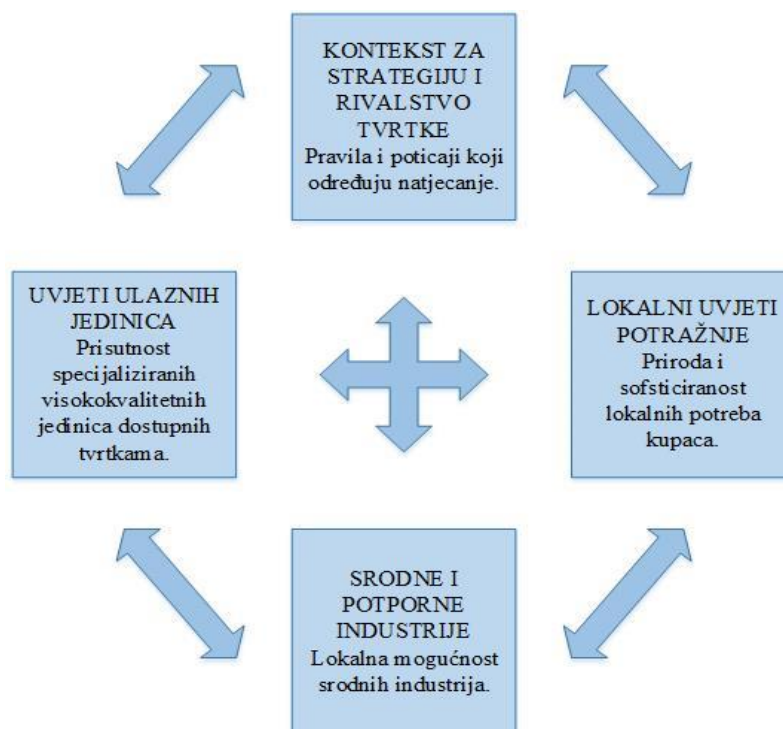 KONTEKST ZA
STRATEGIJU I
RIVALSTVO
TVRTKE
Pravila i poticaji koji
određuju natjecanje.
UVJETI ULAZNIH
JEDINICA
Prisutnost
specijaliziranih
visokokvalitetnih
jedinica dostupnih
tvrtkama.
LOKALNI UVJETI
POTRAŽNJE
Priroda i
sofsticiranost
lokalnih potreba
kupaca.
SRODNE I
POTPORNE
INDUSTRIJE
Lokalna mogućnost
srodnih industrija.